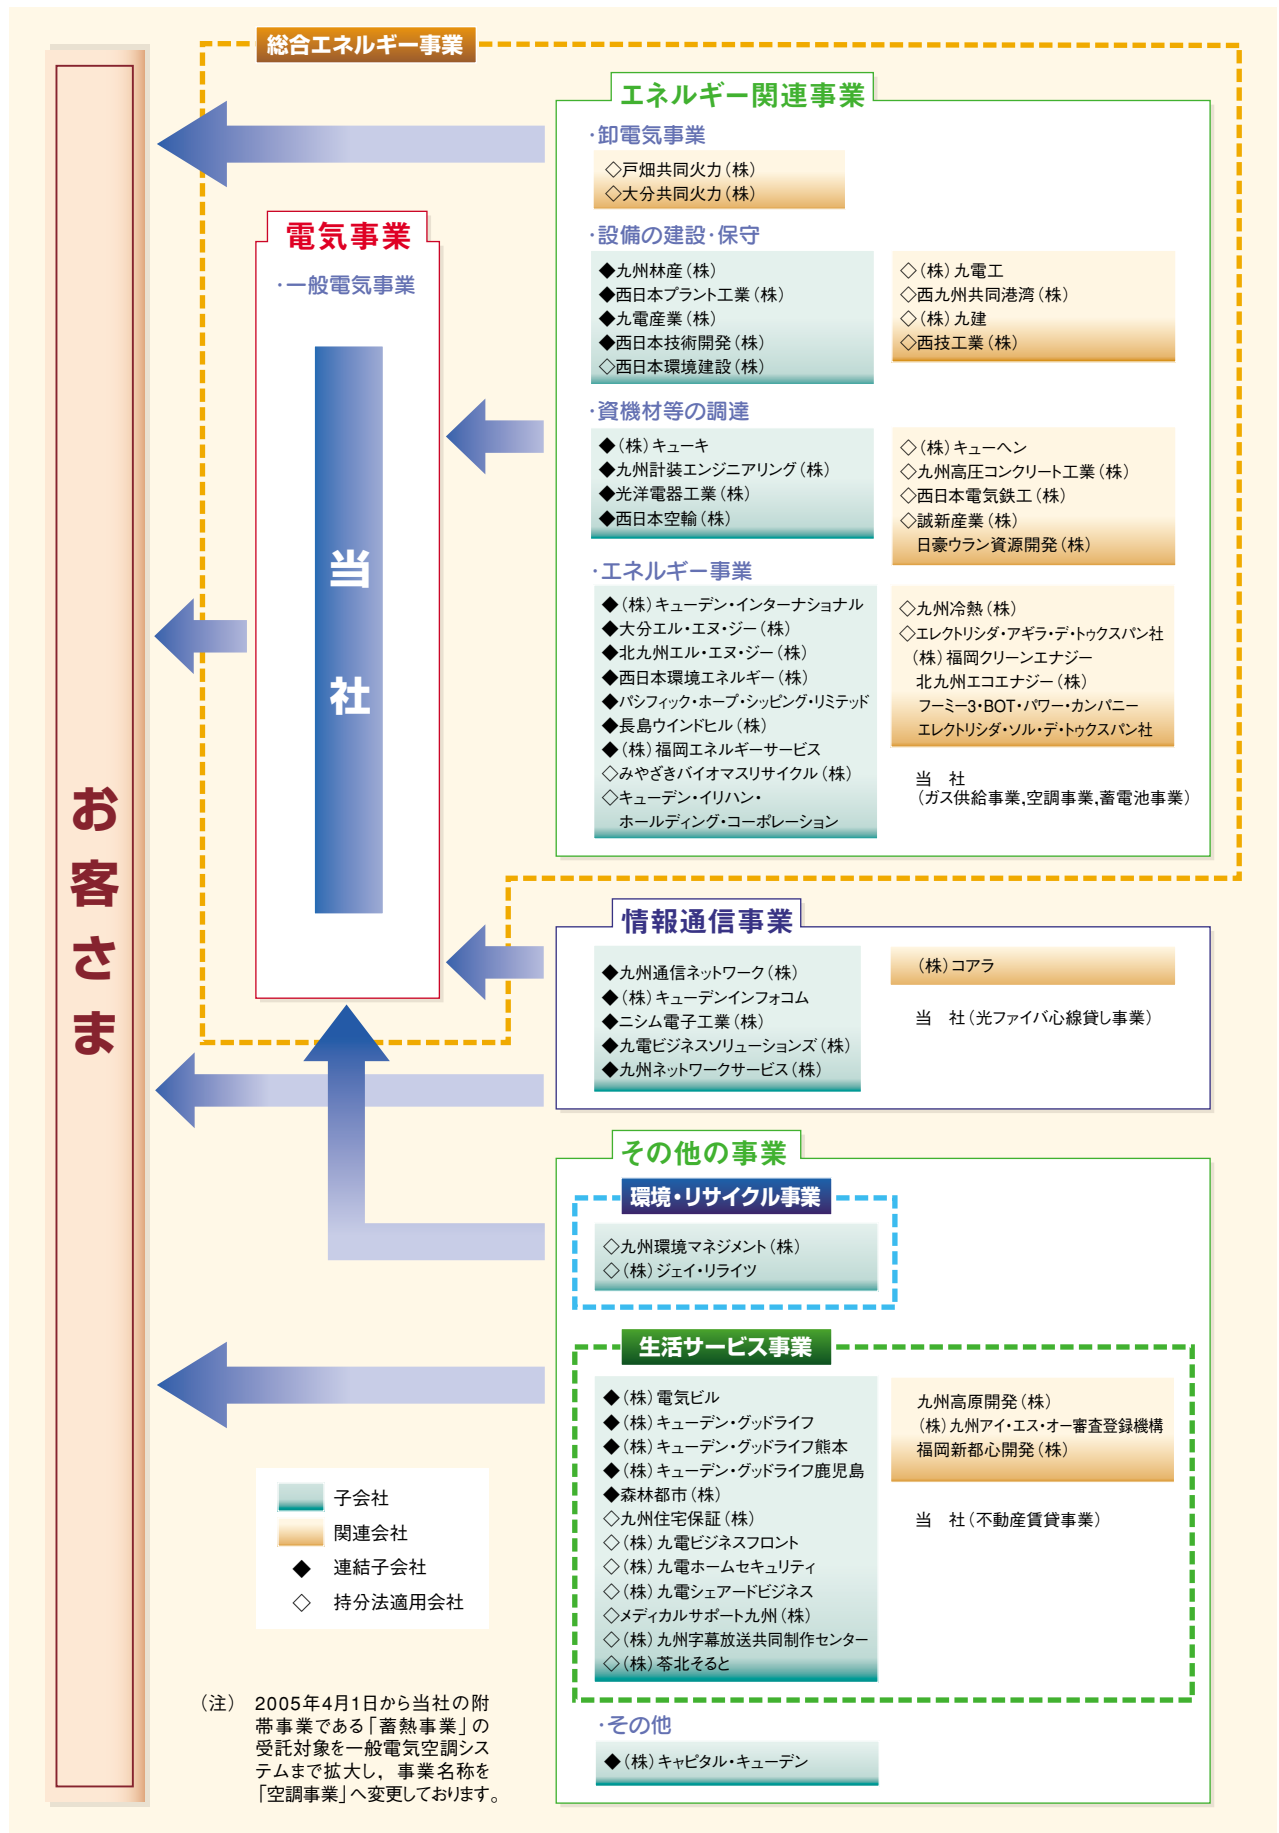 総合エネルギー事業
エネルギー関連事業
・卸電気事業
◇戸畑共同火力(株)
◇大分共同火力(株)
・設備の建設・保守
◆九州林産(株)
◆西日本プラント工業(株)
◆九電産業(株)
◆西日本技術開発(株)
◇西日本環境建設(株)
◇(株)九電工
◇西九州共同港湾(株)
◇(株)九建
◇西技工業(株)
・資機材等の調達
◆(株)キューキ
◆九州計装エンジニアリング(株)
◆光洋電器工業(株)
◆西日本空輸(株)
◇(株)キューヘン
◇九州高圧コンクリート工業(株)
◇西日本電気鉄工(株)
◇誠新産業(株)
日豪ウラン資源開発(株)
・エネルギー事業
◆(株)キューデン・インターナショナル
◆大分エル・エヌ・ジー(株)
◆北九州エル・エヌ・ジー(株)
◆西日本環境エネルギー(株)
◆パシフィック・ホープ・シッピング・リミテッド
◆長島ウインドヒル(株)
◆(株)福岡エネルギーサービス
◇みやざきバイオマスリサイクル(株)
◇キューデン・イリハン・
ホールディング・コーポレーション
◇九州冷熱(株)
◇エレクトリシダ・アギラ・デ・トゥクスパン社
(株)福岡クリーンエナジー
北九州エコエナジー(株)
フーミー3・BOT・パワー・カンパニー
エレクトリシダ・ソル・デ・トゥクスパン社
当 社
(ガス供給事業,空調事業,蓄電池事業)
電気事業
・一般電気事業
当
社
お
客
さ
ま
情報通信事業
◆九州通信ネットワーク(株)
◆(株)キューデンインフォコム
◆ニシム電子工業(株)
◆九電ビジネスソリューションズ(株)
◆九州ネットワークサービス(株)
(株)コアラ
当 社(光ファイバ心線貸し事業)
その他の事業
環境・リサイクル事業
◇九州環境マネジメント(株)
◇(株)ジェイ・リライツ
生活サービス事業
◆(株)電気ビル
◆(株)キューデン・グッドライフ
◆(株)キューデン・グッドライフ熊本
◆(株)キューデン・グッドライフ鹿児島
◆森林都市(株)
◇九州住宅保証(株)
◇(株)九電ビジネスフロント
◇(株)九電ホームセキュリティ
◇(株)九電シェアードビジネス
◇メディカルサポート九州(株)
◇(株)九州字幕放送共同制作センター
◇(株)苓北そると
九州高原開発(株)
(株)九州アイ・エス・オー審査登録機構
福岡新都心開発(株)
当 社(不動産賃貸事業)
・その他
◆(株)キャピタル・キューデン
子会社
関連会社
◆ 連結子会社
◇ 持分法適用会社
(注) 2005年4月1日から当社の附
帯事業である「蓄熱事業」の
受託対象を一般電気空調シス
テムまで拡大し，事業名称を
「空調事業」へ変更しております。